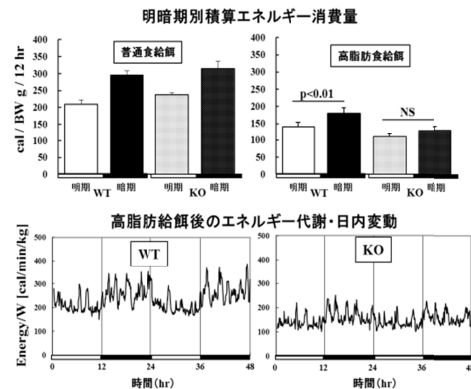 明暗期別積算エネルギー消費量
普通食給餌
高脂肪食給餌
cal / BW g / 12 hr
400
350
300
250
200
150
100
50
0
明期 暗期 明期 暗期
WT KO
400
350
300
250
200
150
100
50
0
p<0.01
NS
明期 暗期 明期 暗期
WT KO
高脂肪給餌後のエネルギー代謝・日内変動
Energy/W [cal/min/kg]
500
400
300
200
100
0
WT
0 12 24 36 48
時間(hr)
500
400
300
200
100
0
KO
0 12 24 36 48
時間(hr)